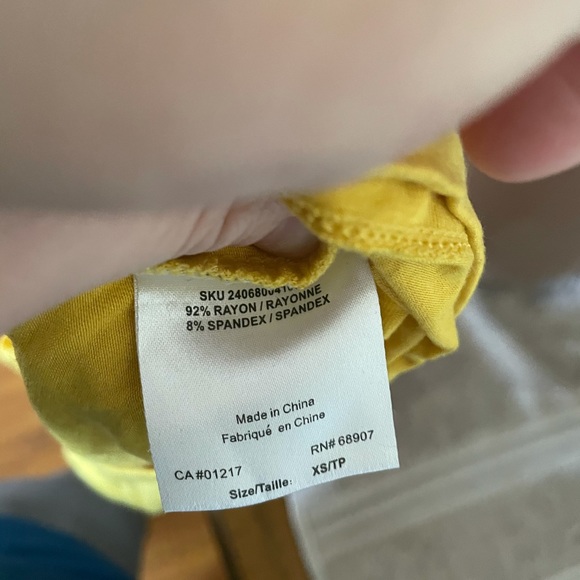 SKU
92% RAYON / RAYONNE
8% SPANDEX / SPANDEX
Made in China
Fabriqué en Chine
CA #01217 RN# 68907
Size/Taille: XS/TP